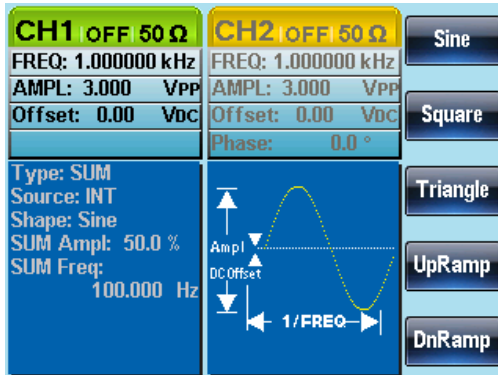 CH1 OFF 50 Ω
FREQ: 1.000000 kHz
AMPL: 3.000 VPP
Offset: 0.00 VDC
CH2 OFF 50 Ω
FREQ: 1.000000 kHz
AMPL: 3.000 VPP
Offset: 0.00 VDC
Phase: 0.0 °
Type: SUM
Source: INT
Shape: Sine
SUM Ampl: 50.0 %
SUM Freq:
100.000 Hz
Ampl
DC Offset
1/FREQ
Sine
Square
Triangle
UpRamp
DnRamp